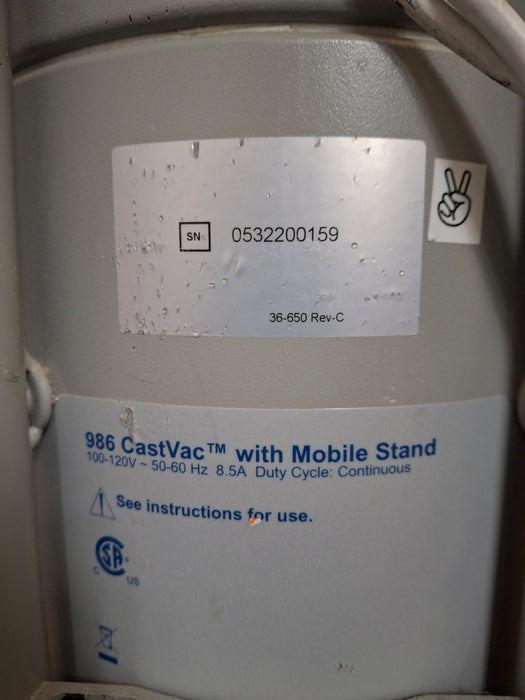 SN
0532200159
36-650 Rev-C
986 CastVac™ with Mobile Stand
100-120V ~ 50-60 Hz 8.5A Duty Cycle: Continuous
See instructions for use.
SA
C US